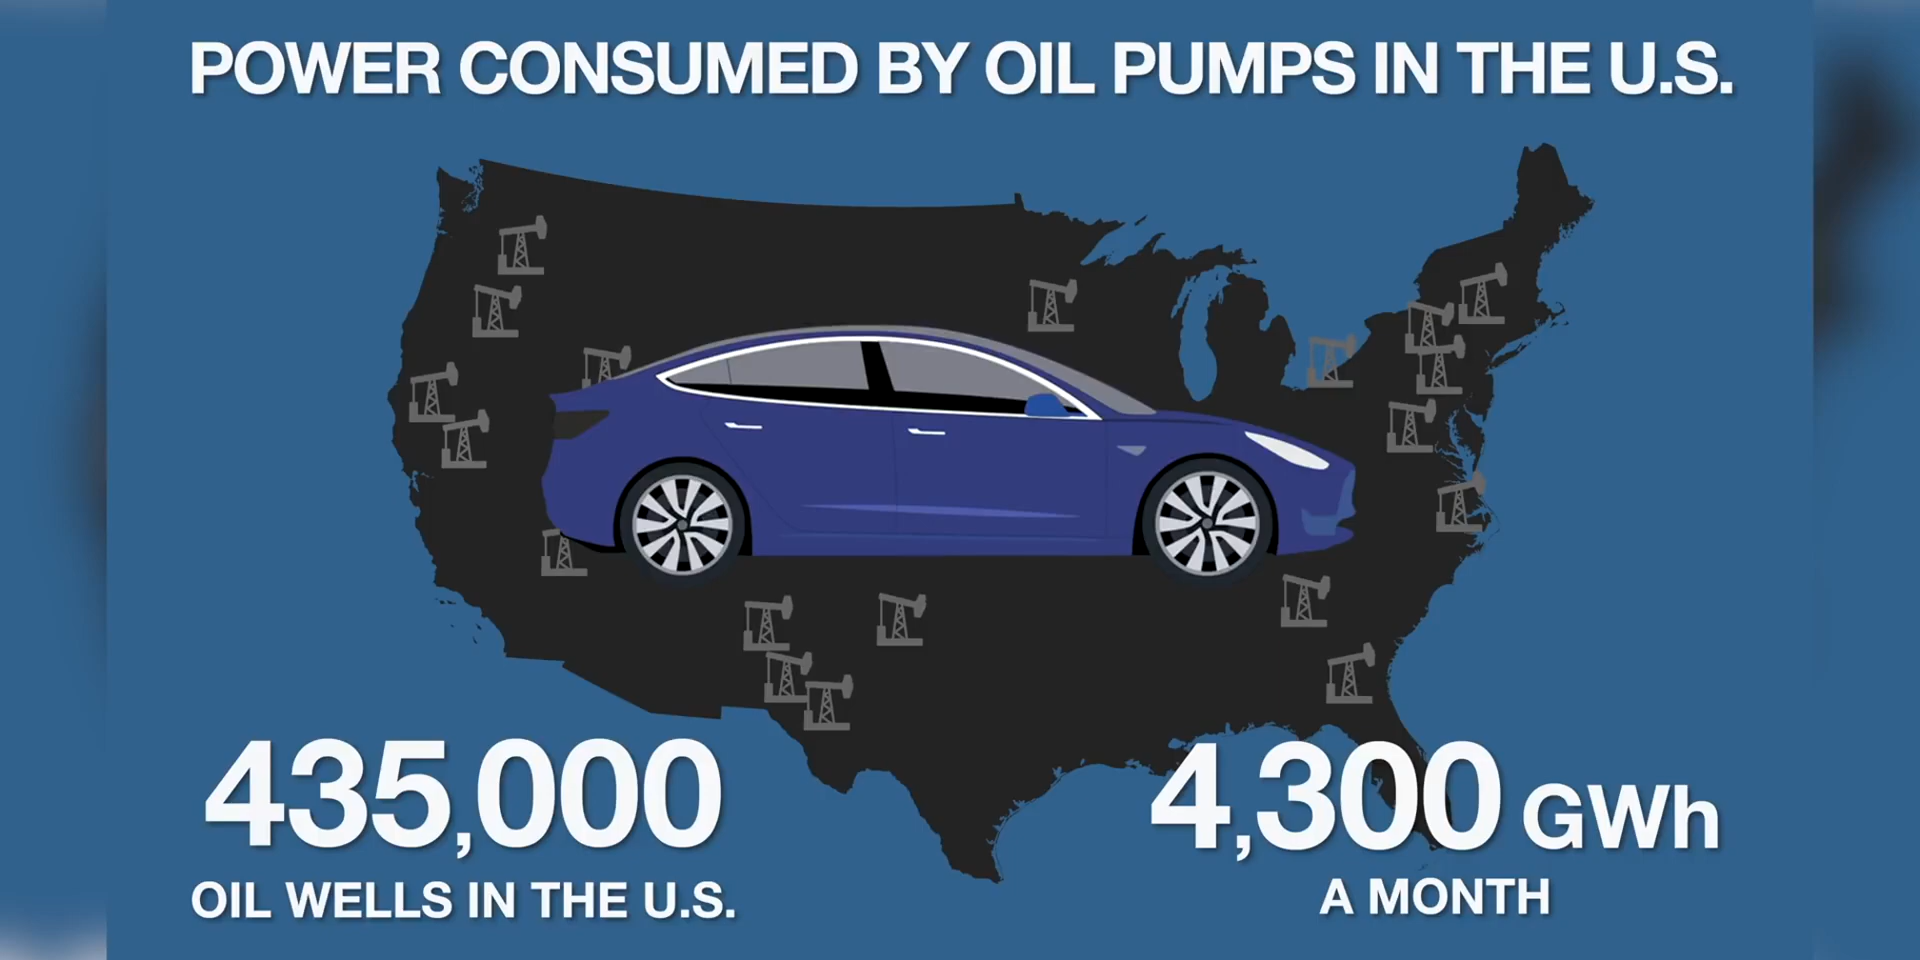 POWER CONSUMED BY OIL PUMPS IN THE U.S.
435,000
OIL WELLS IN THE U.S.
4,300 GWh
A MONTH